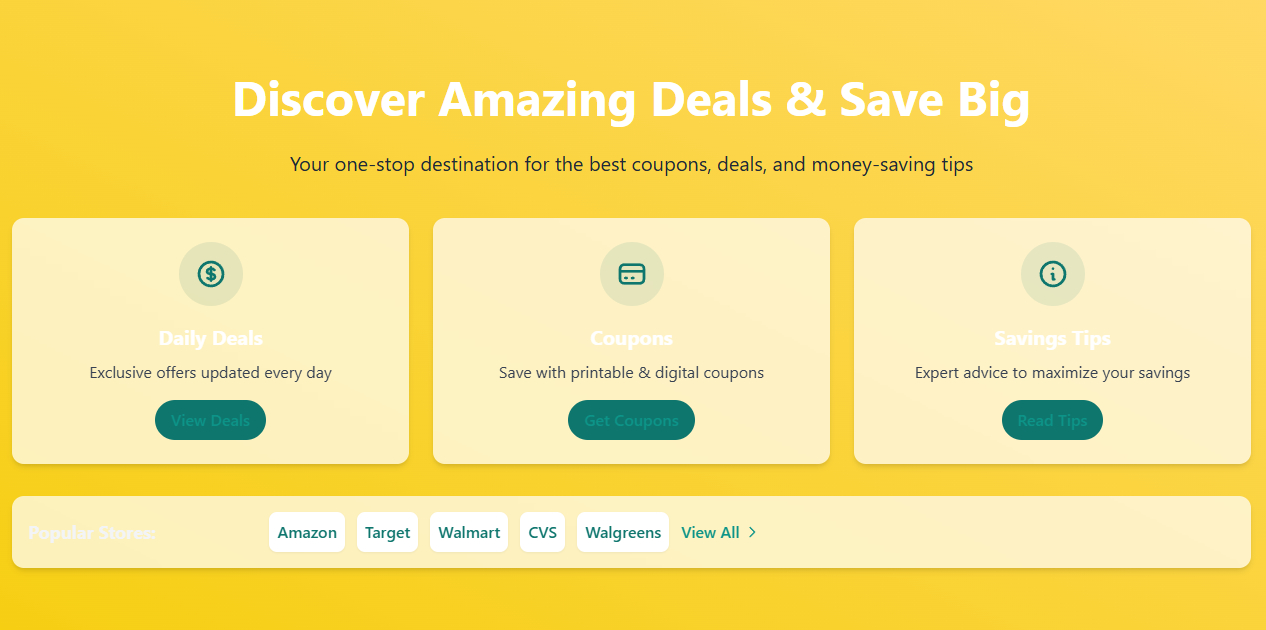 Discover Amazing Deals & Save Big
Your one-stop destination for the best coupons, deals, and money-saving tips
Daily Deals
Exclusive offers updated every day
View Deals
Coupons
Save with printable & digital coupons
Get Coupons
Savings Tips
Expert advice to maximize your savings
Read Tips
Popular Stores: Amazon Target Walmart CVS Walgreens View All